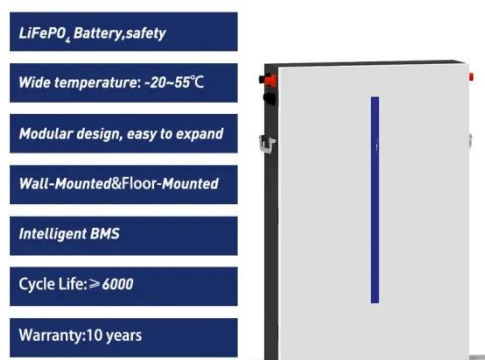 LiFePO₄ Battery,safety
Wide temperature: -20~55℃
Modular design, easy to expand
Wall-Mounted&Floor-Mounted
Intelligent BMS
Cycle Life:≥6000
Warranty:10 years